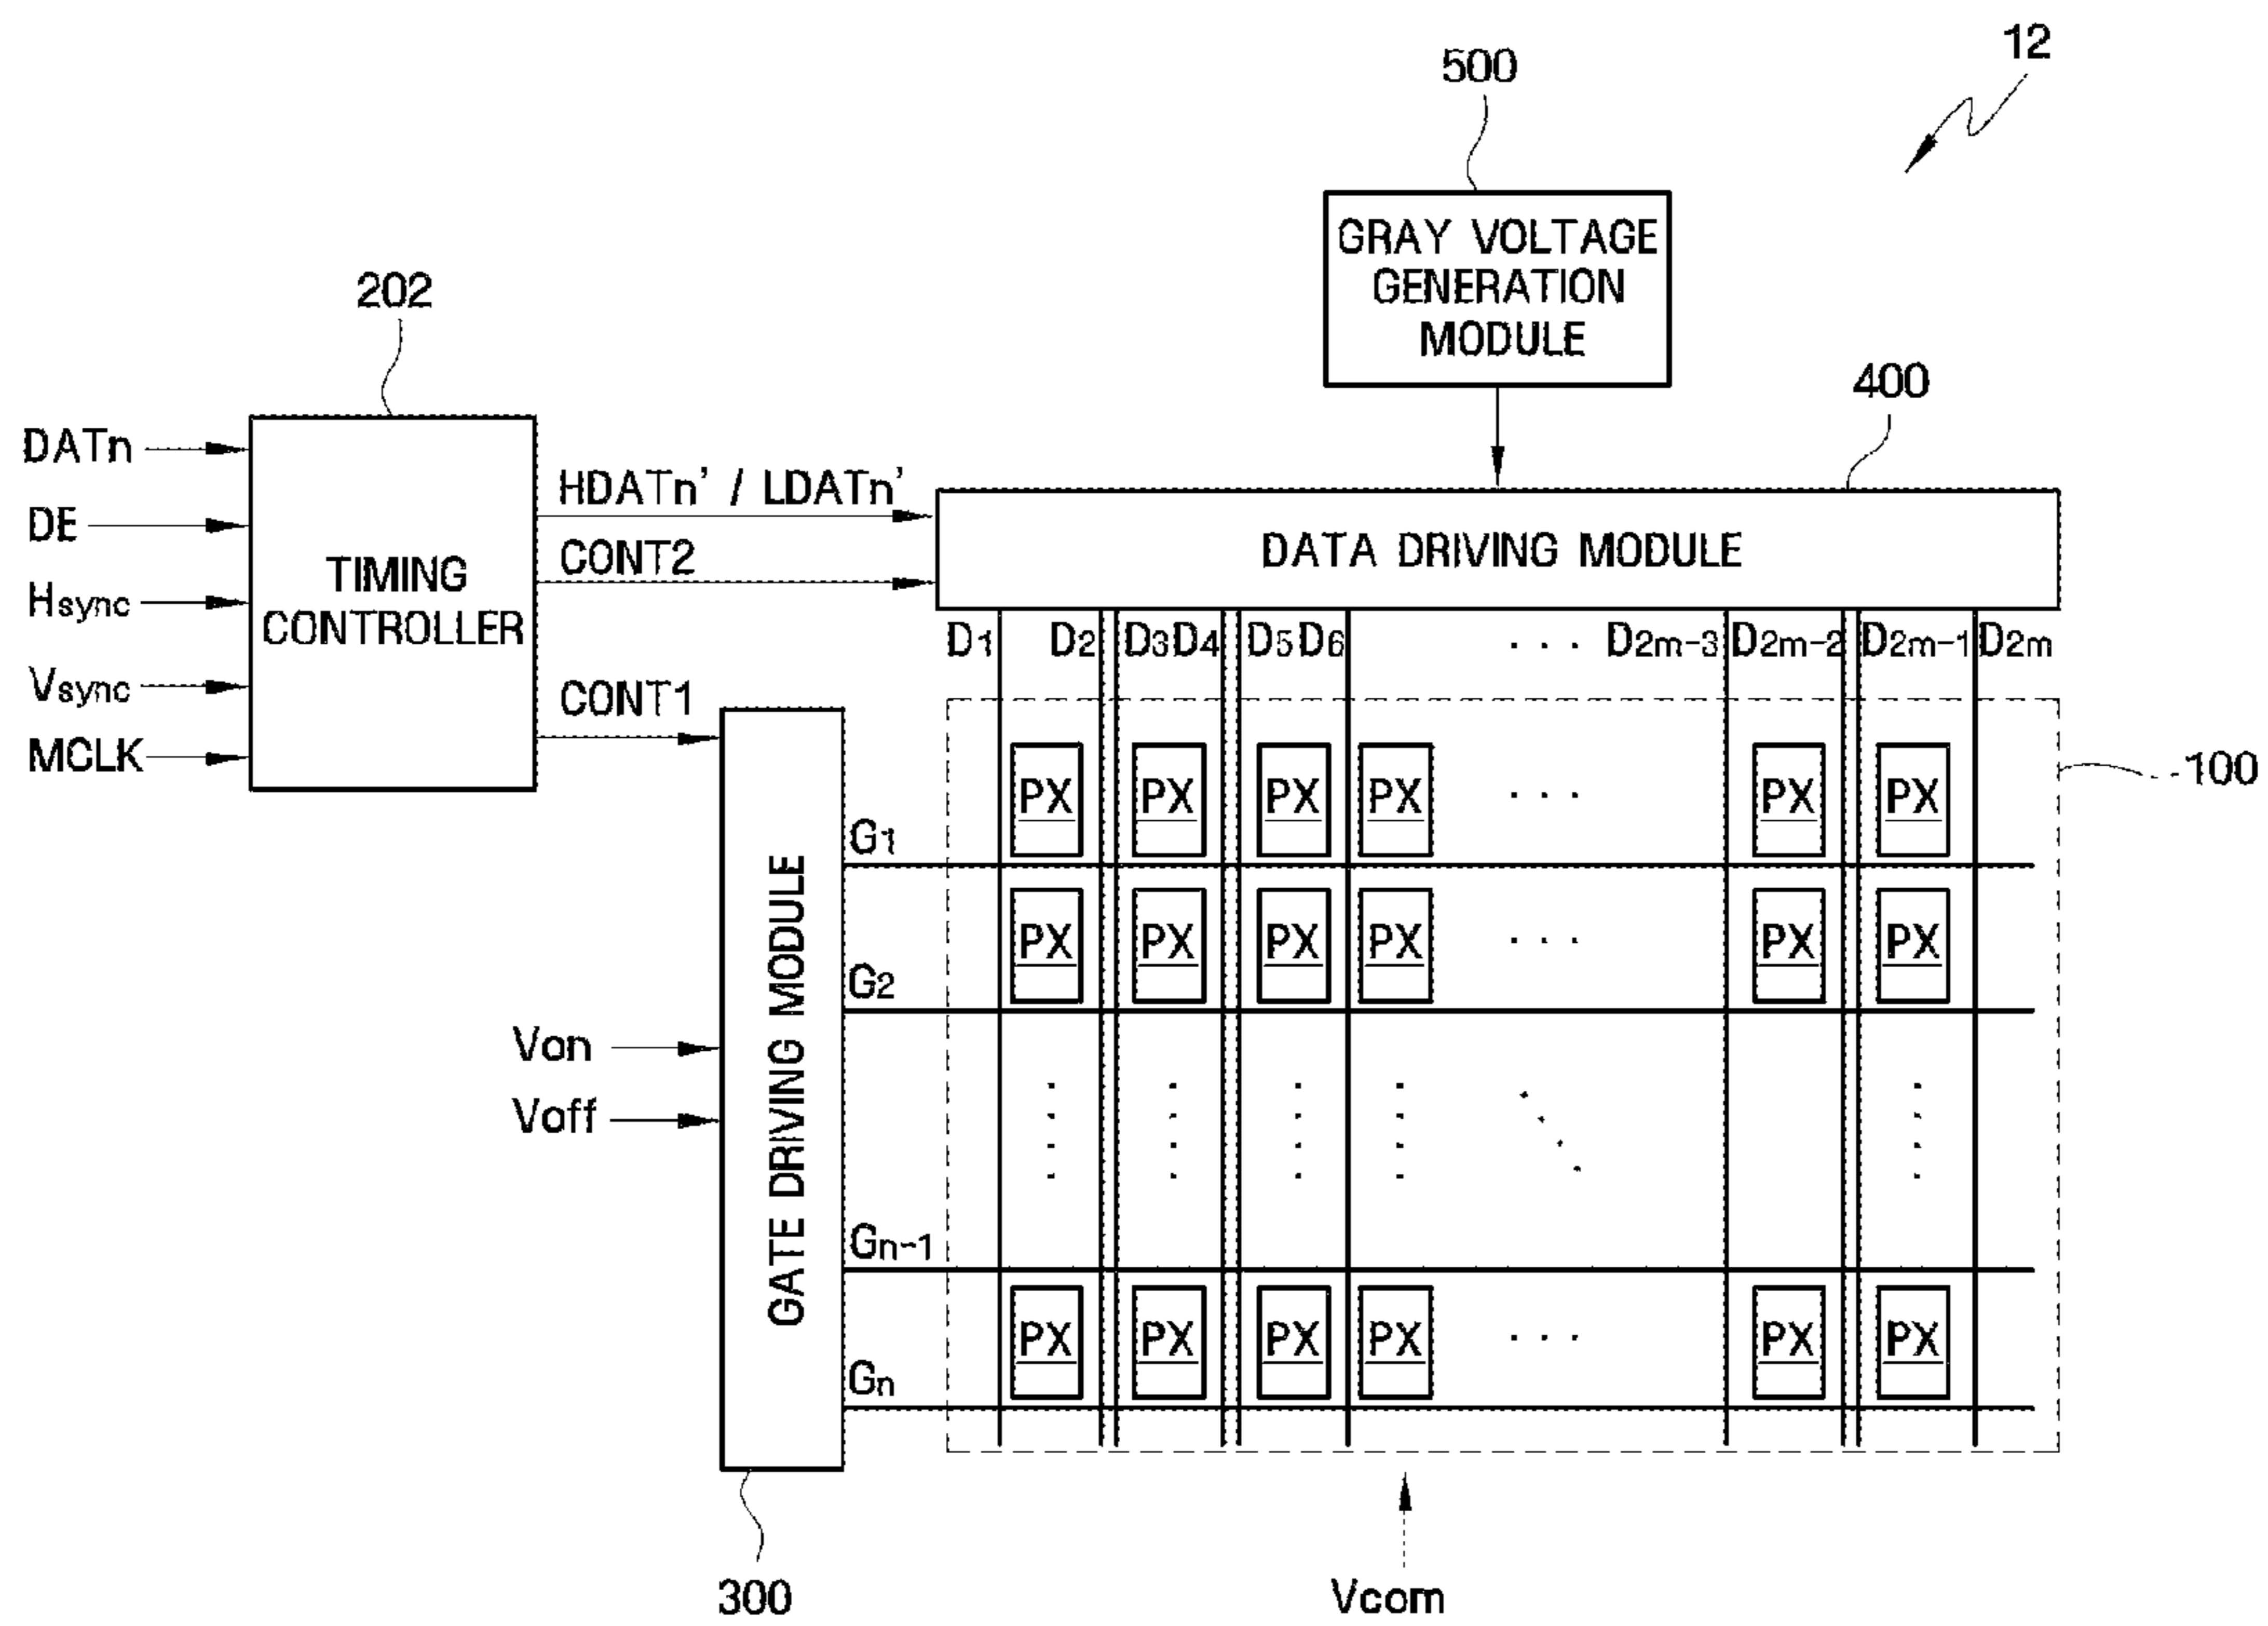 12
500
GRAY VOLTAGE
GENERATION
MODULE
202
400
DATn
DE
Hsync
Vsync
MCLK
TIMING
CONTROLLER
HDATn' / LDATn'
CONT2
CONT1
DATA DRIVING MODULE
D1 D2 D3 D4 D5 D6 · · · D2m-3 D2m-2 D2m-1 D2m
100
PX PX PX PX · · · PX PX
G1
PX PX PX PX · · · PX PX
G2
GATE DRIVING MODULE
Von
Voff
Gn-1
PX PX PX PX · · · PX PX
Gn
300
Vcom